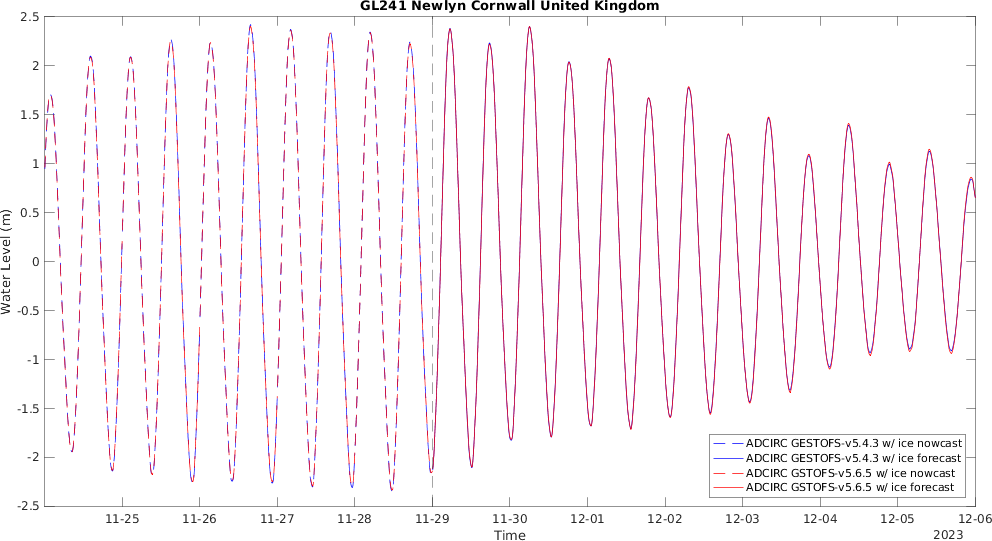 GL241 Newlyn Cornwall United Kingdom
2.5
2
1.5
1
0.5
0
-0.5
-1
-1.5
-2
-2.5
Water Level (m)
ADCIRC GESTOFS-v5.4.3 w/ ice nowcast
ADCIRC GESTOFS-v5.4.3 w/ ice forecast
ADCIRC GSTOFS-v5.6.5 w/ ice nowcast
ADCIRC GSTOFS-v5.6.5 w/ ice forecast
11-25 11-26 11-27 11-28 11-29 11-30 12-01 12-02 12-03 12-04 12-05 12-06
Time
2023